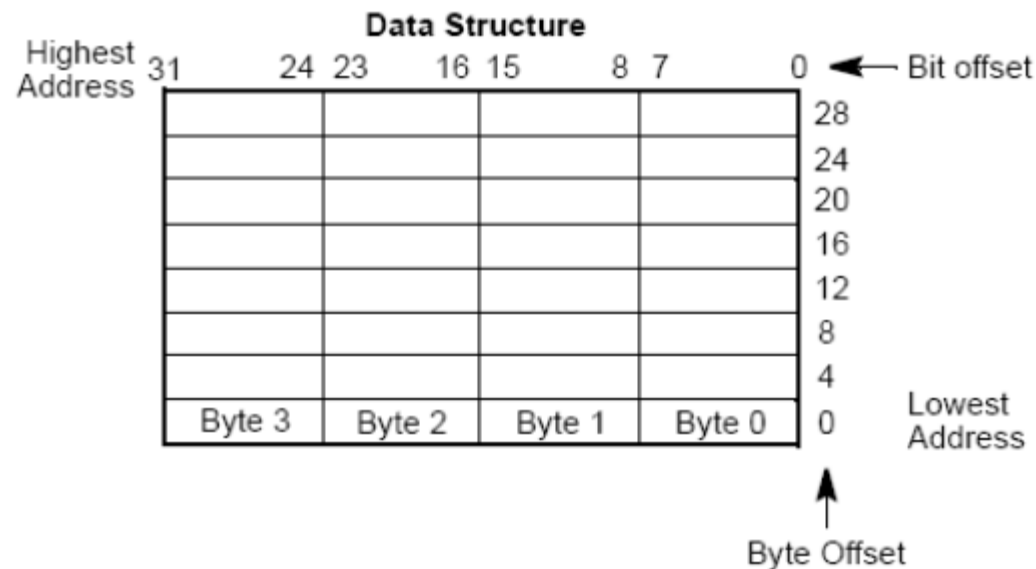 Data Structure
Highest
Address
31 24 23 16 15 8 7 0
Bit offset
28
24
20
16
12
8
4
Byte 3 Byte 2 Byte 1 Byte 0 0
Lowest
Address
Byte Offset